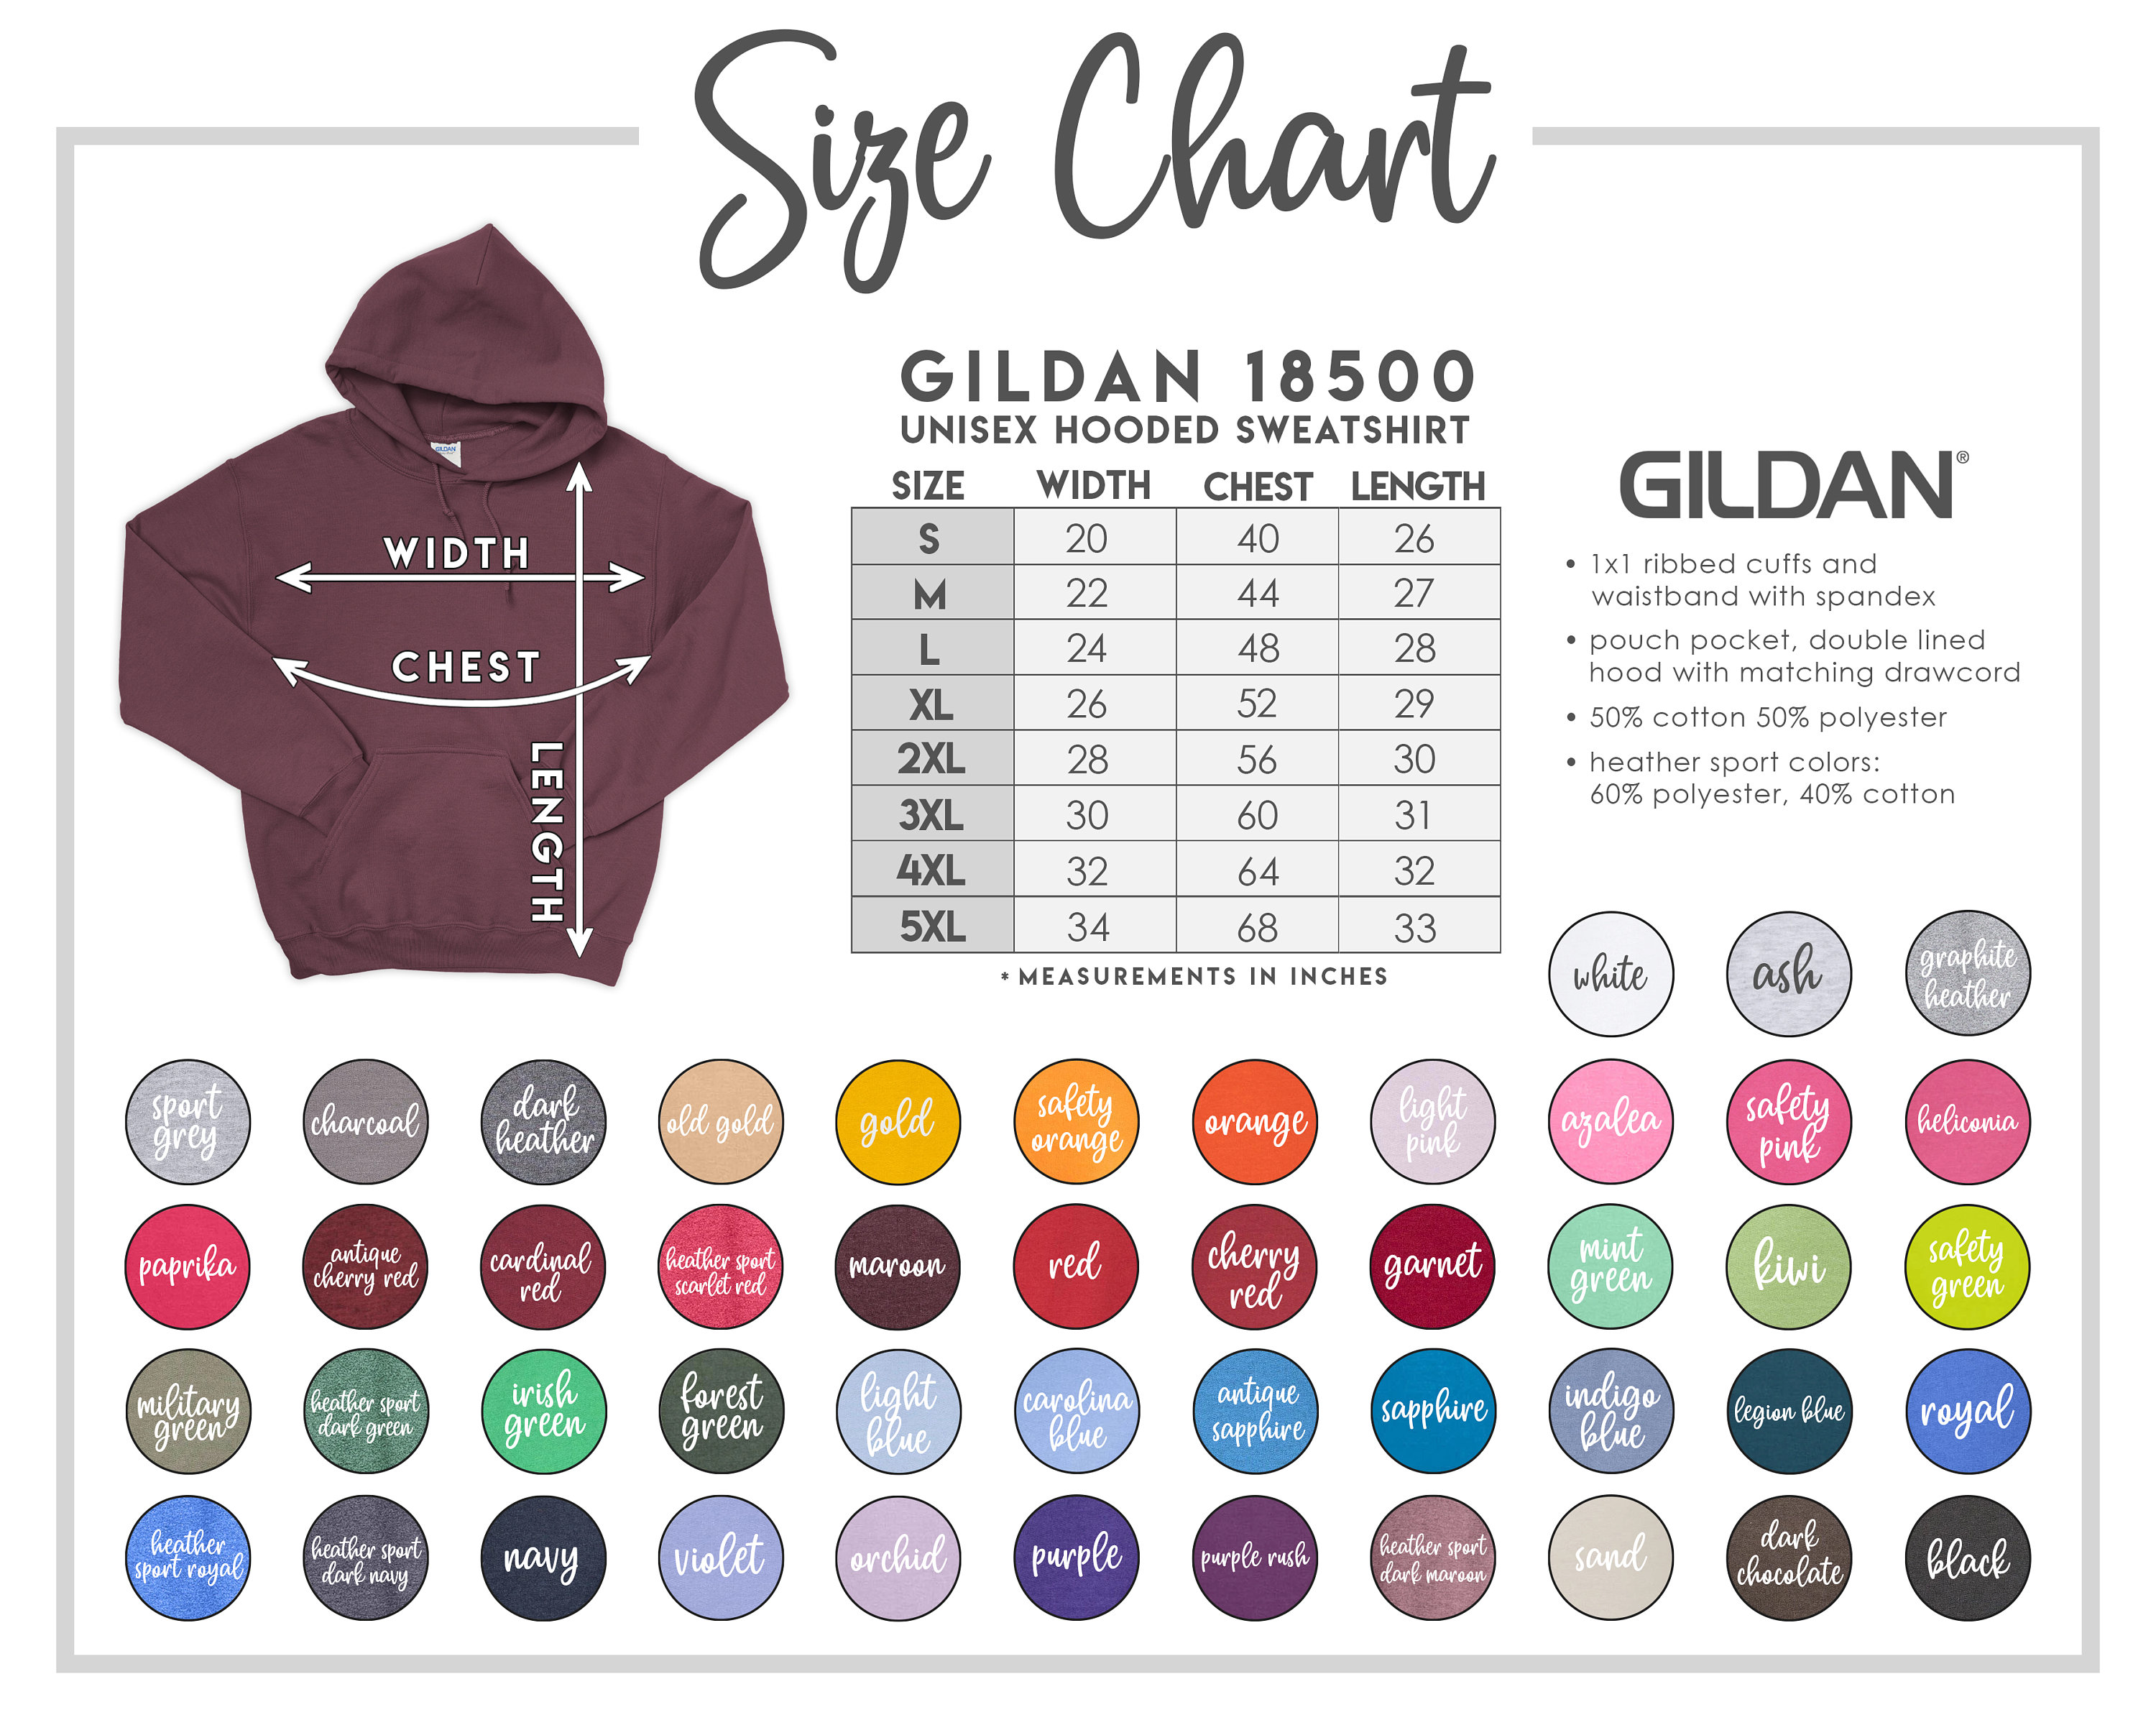 Size Chart
GILDAN 18500
UNISEX HOODED SWEATSHIRT
SIZE WIDTH CHEST LENGTH
S 20 40 26
M 22 44 27
L 24 48 28
XL 26 52 29
2XL 28 56 30
3XL 30 60 31
4XL 32 64 32
5XL 34 68 33
* MEASUREMENTS IN INCHES
GILDAN
WIDTH
CHEST
LENGTH
GILDAN®
• 1x1 ribbed cuffs and
waistband with spandex
• pouch pocket, double lined
hood with matching drawcord
• 50% cotton 50% polyester
• heather sport colors:
60% polyester, 40% cotton
white
ash
graphite
heather
sport
grey
charcoal
dark
heather
old gold
gold
safety
orange
orange
light
pink
azalea
safety
pink
heliconia
paprika
antique
cherry red
cardinal
red
heather sport
scarlet red
maroon
red
cherry
red
garnet
mint
green
kiwi
safety
green
military
green
heather sport
dark green
irish
green
forest
green
light
blue
carolina
blue
antique
sapphire
sapphire
indigo
blue
legion blue
royal
heather
sport royal
heather sport
dark navy
navy
violet
orchid
purple
purple rush
heather sport
dark maroon
sand
dark
chocolate
black